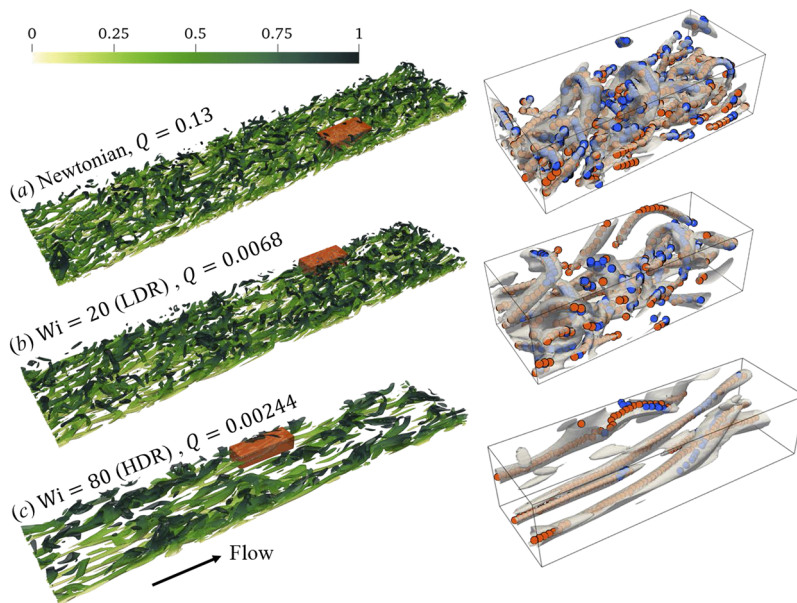 0 0.25 0.5 0.75 1
(a) Newtonian, Q = 0.13
(b) Wi = 20 (LDR) , Q = 0.0068
(c) Wi = 80 (HDR) , Q = 0.00244
Flow